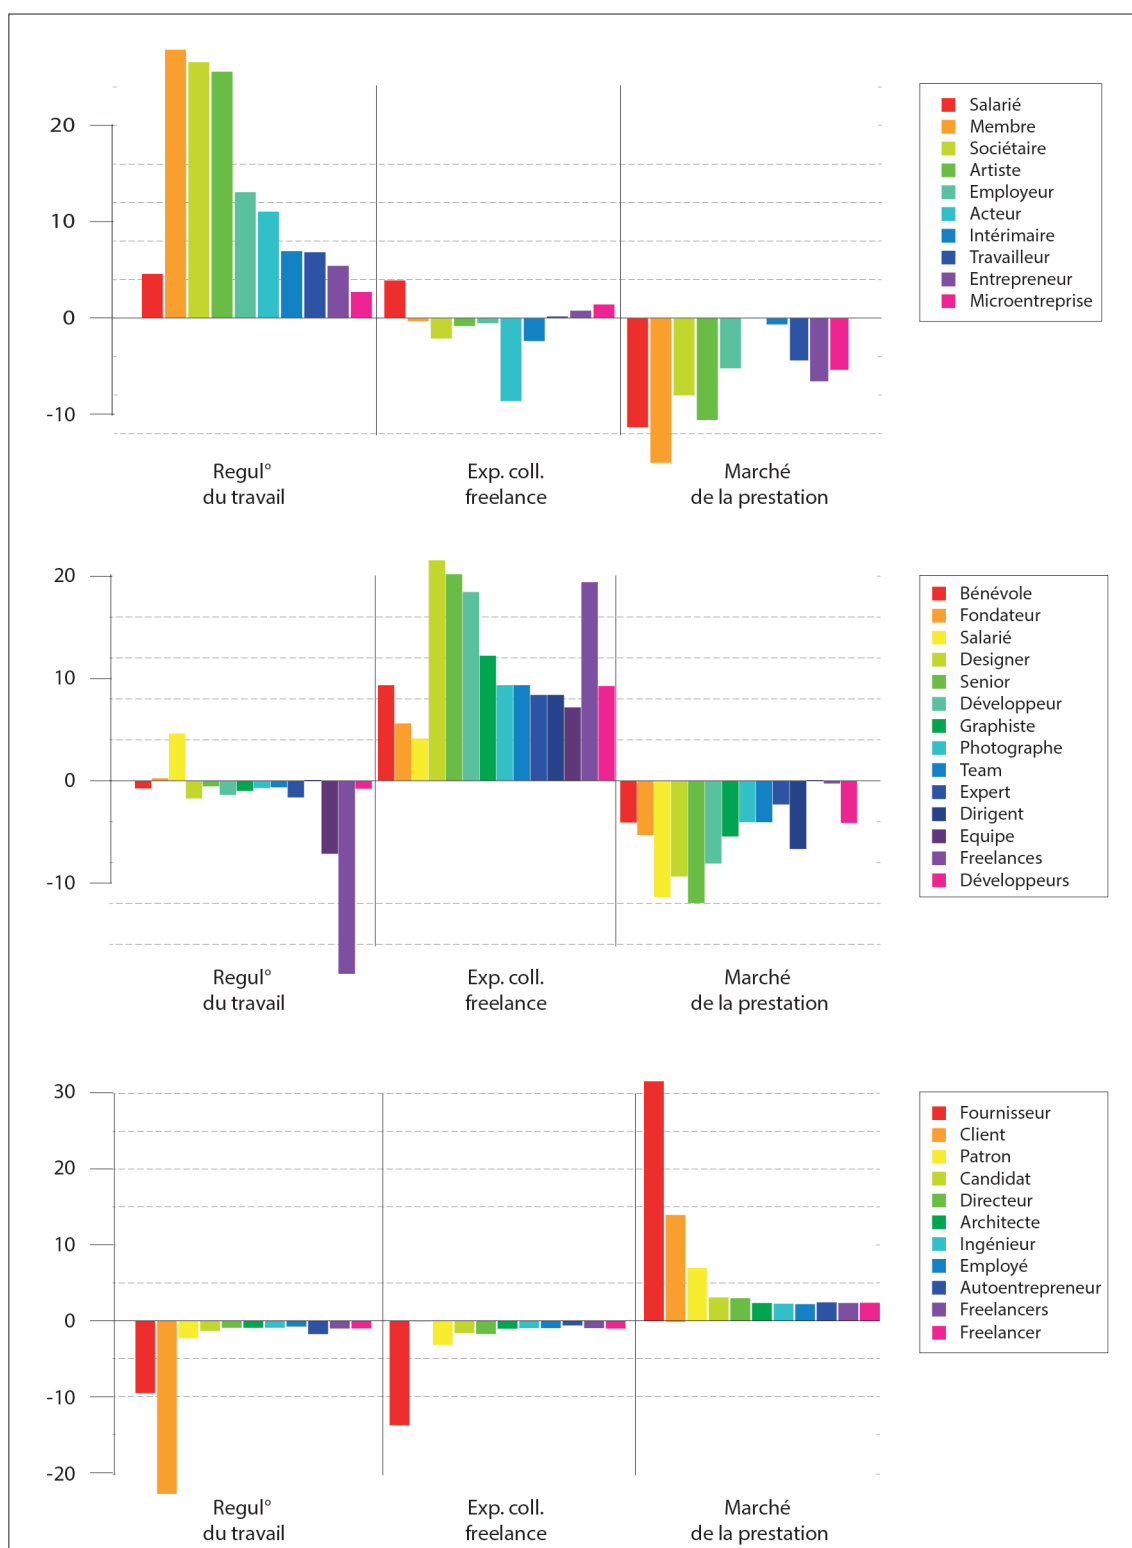 20
10
0
-10
Regul°
du travail
Exp. coll.
freelance
Marché
de la prestation
Salarié
Membre
Sociétaire
Artiste
Employeur
Acteur
Intérimaire
Travailleur
Entrepreneur
Microentreprise
20
10
0
-10
Regul°
du travail
Exp. coll.
freelance
Marché
de la prestation
Bénévole
Fondateur
Salarié
Designer
Senior
Développeur
Graphiste
Photographe
Team
Expert
Dirigent
Equipe
Freelances
Développeurs
30
20
10
0
-10
-20
Regul°
du travail
Exp. coll.
freelance
Marché
de la prestation
Fournisseur
Client
Patron
Candidat
Directeur
Architecte
Ingénieur
Employé
Autoentrepreneur
Freelancers
Freelancer